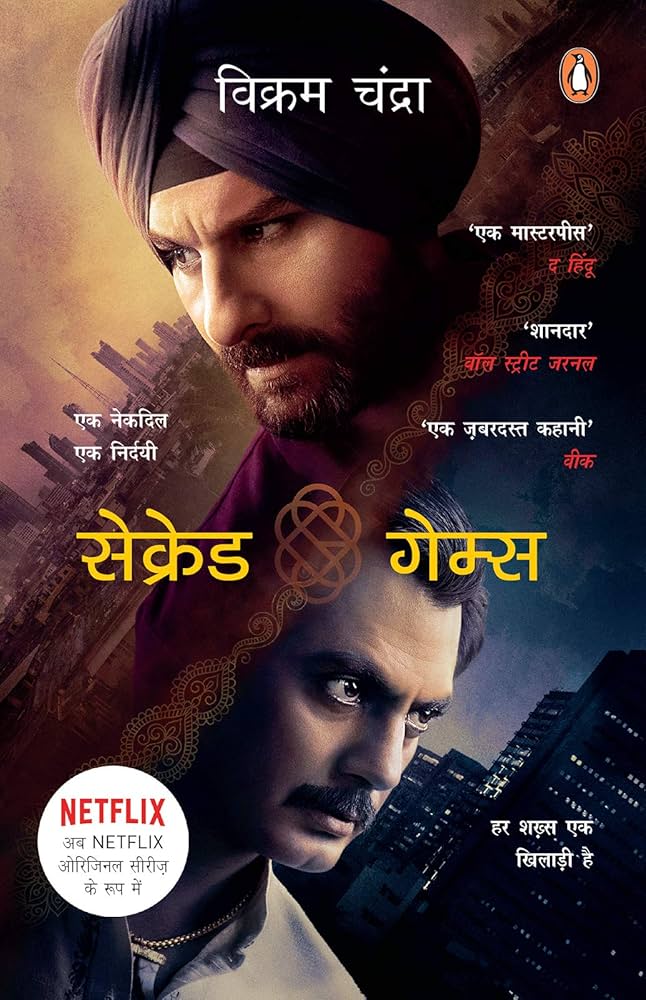 विक्रम चंद्रा
‘एक मास्टरपीस’
द हिंदू
‘शानदार’
वॉल स्ट्रीट जरनल
एक नेकदिल
एक निर्दयी
‘एक ज़बरदस्त कहानी’
वीक
सेक्रेड गेम्स
NETFLIX
अब NETFLIX
ओरिजिनल सीरीज़
के रूप में
हर शख़्स एक
खिलाड़ी है